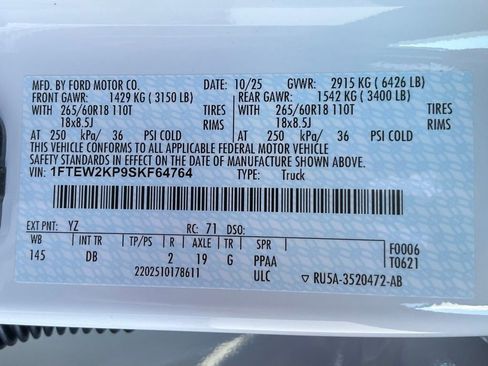 MFD. BY FORD MOTOR CO. DATE: 10/25 GVWR: 2915 KG ( 6426 LB)
FRONT GAWR: 1429 KG ( 3150 LB) REAR GAWR: 1542 KG ( 3400 LB)
WITH 265/60R18 110T TIRES WITH 265/60R18 110T TIRES
18x8.5J RIMS 18x8.5J RIMS
AT 250 kPa/ 36 PSI COLD AT 250 kPa/ 36 PSI COLD
THIS VEHICLE CONFORMS TO ALL APPLICABLE FEDERAL MOTOR VEHICLE
SAFETY STANDARDS IN EFFECT ON THE DATE OF MANUFACTURE SHOWN ABOVE.
VIN: 1FTEW2KP9SKF64764 TYPE: Truck
EXT PNT: YZ RC: 71 DSO:
WB INT TR TP/PS R AXLE TR SPR F0006
145 DB 2 19 G PPAA T0621
2202510178611 ULC ▽ RU5A-3520472-AB